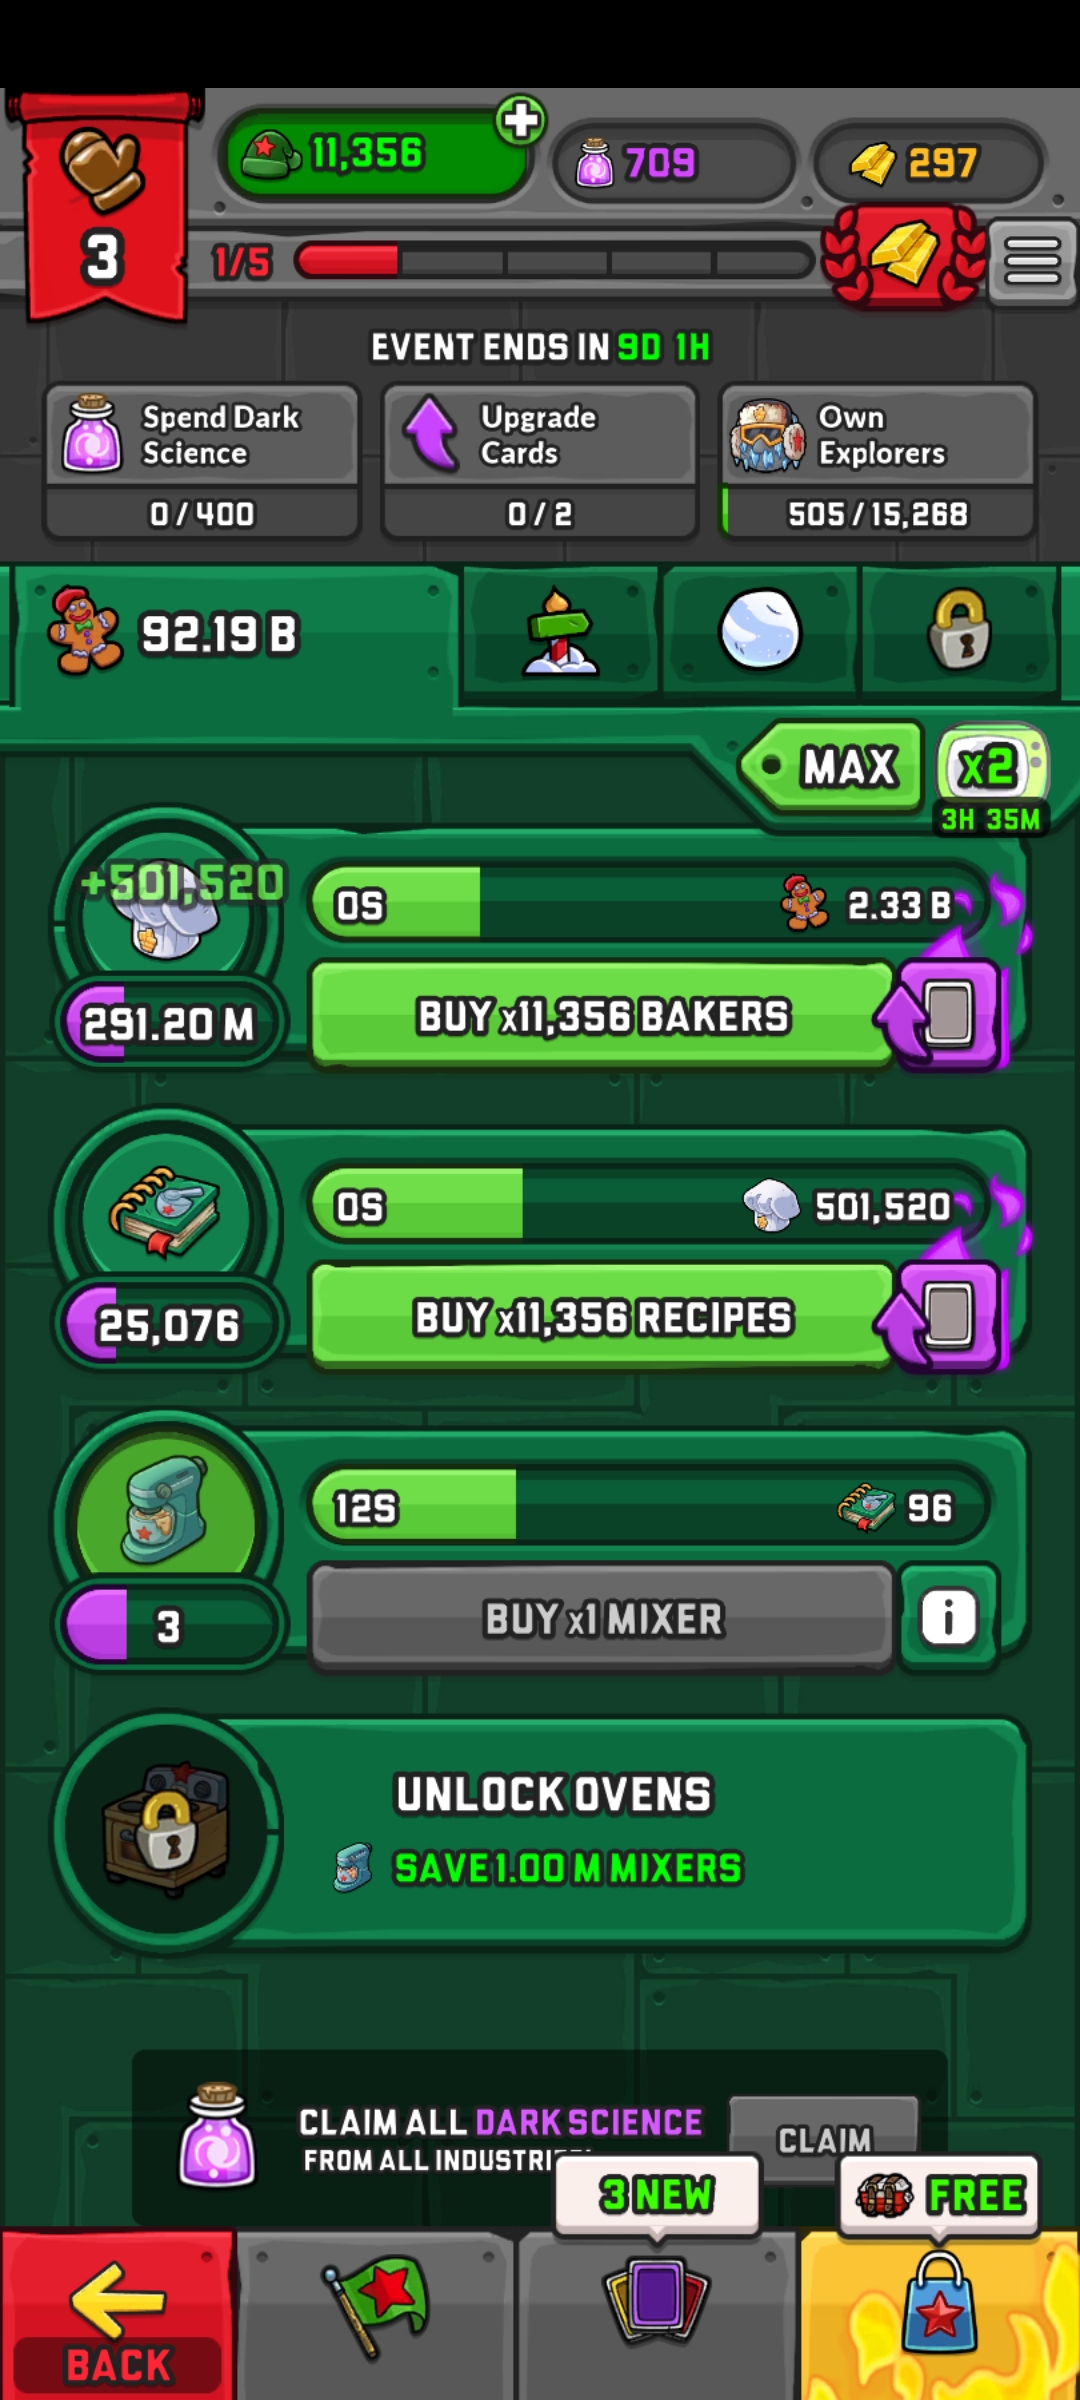 11,356
709
297
3
1/5
EVENT ENDS IN 9D 1H
Spend Dark
Science
0/400
Upgrade
Cards
0/2
Own
Explorers
505/15,268
92.19 B
MAX
x2
3H 35M
+501,520
0S
2.33 B
291.20 M
BUY x11,356 BAKERS
0S
501,520
25,076
BUY x11,356 RECIPES
12S
96
3
BUY x1 MIXER
i
UNLOCK OVENS
SAVE 1.00 M MIXERS
CLAIM ALL DARK SCIENCE
FROM ALL
CLAIM
3 NEW
FREE
BACK